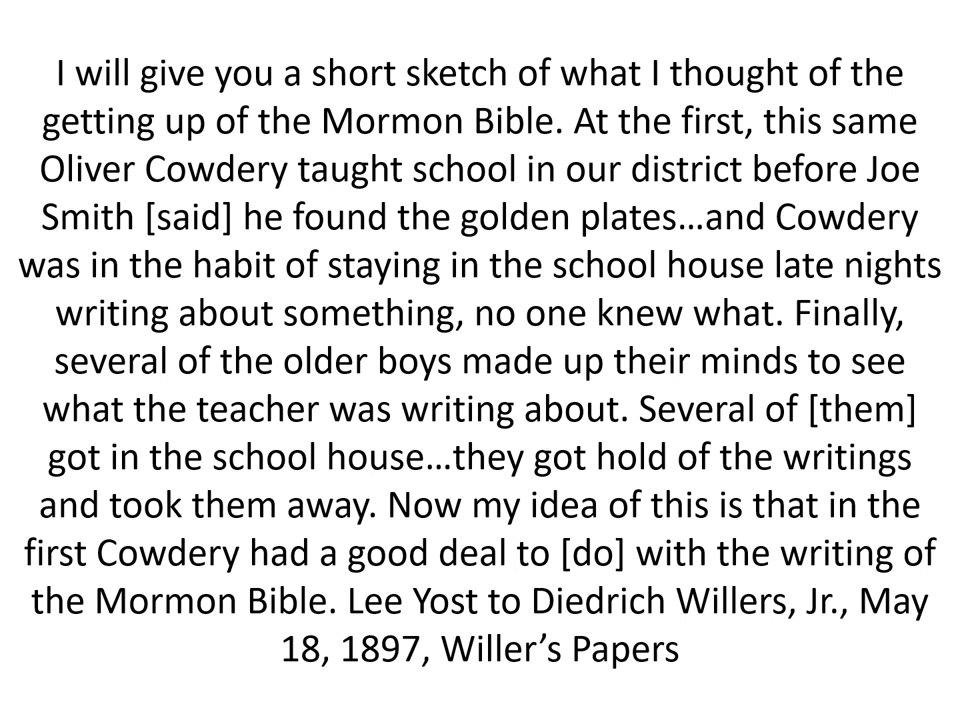 I will give you a short sketch of what I thought of the
getting up of the Mormon Bible. At the first, this same
Oliver Cowdery taught school in our district before Joe
Smith [said] he found the golden plates…and Cowdery
was in the habit of staying in the school house late nights
writing about something, no one knew what. Finally,
several of the older boys made up their minds to see
what the teacher was writing about. Several of [them]
got in the school house…they got hold of the writings
and took them away. Now my idea of this is that in the
first Cowdery had a good deal to [do] with the writing of
the Mormon Bible. Lee Yost to Diedrich Willers, Jr., May
18, 1897, Willer’s Papers